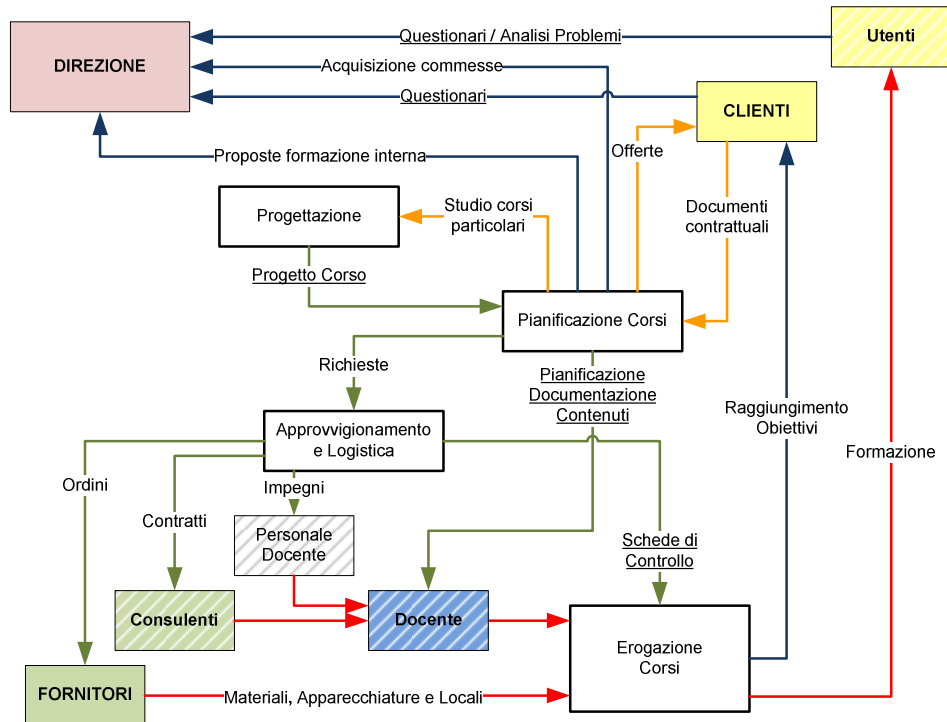 Questionari / Analisi Problemi
Utenti
DIREZIONE
Acquisizione commesse
Questionari
CLIENTI
Proposte formazione interna
Offerte
Progettazione
Studio corsi
particolari
Documenti
contrattuali
Progetto Corso
Pianificazione Corsi
Richieste
Pianificazione
Documentazione
Contenuti
Raggiungimento
Obiettivi
Formazione
Approvvigionamento
e Logistica
Ordini
Impegni
Contratti
Personale
Docente
Schede di
Controllo
Consulenti
Docente
Erogazione
Corsi
FORNITORI
Materiali, Apparecchiature e Locali